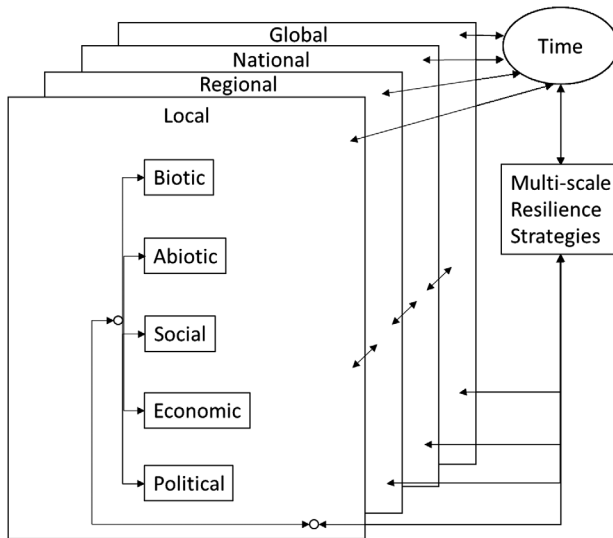 Global
Time
National
Regional
Local
Biotic
Multi-scale
Resilience
Strategies
Abiotic
Social
Economic
Political